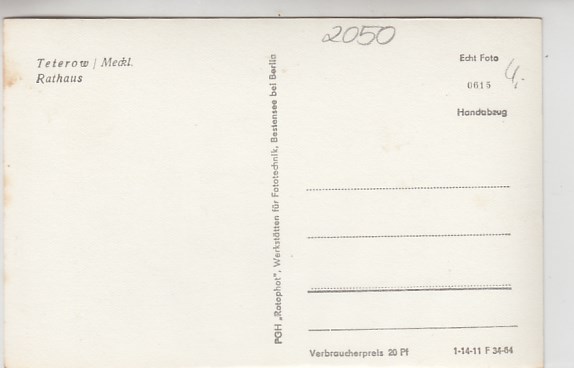 2050
Teterow / Meckl.
Rathaus
Echt Foto
0615
4,-
Handabzug
PGH „Rotophot“, Werkstätten für Fototechnik, Bestensee bei Berlin
Verbraucherpreis 20 Pf
1-14-11 F 34-64